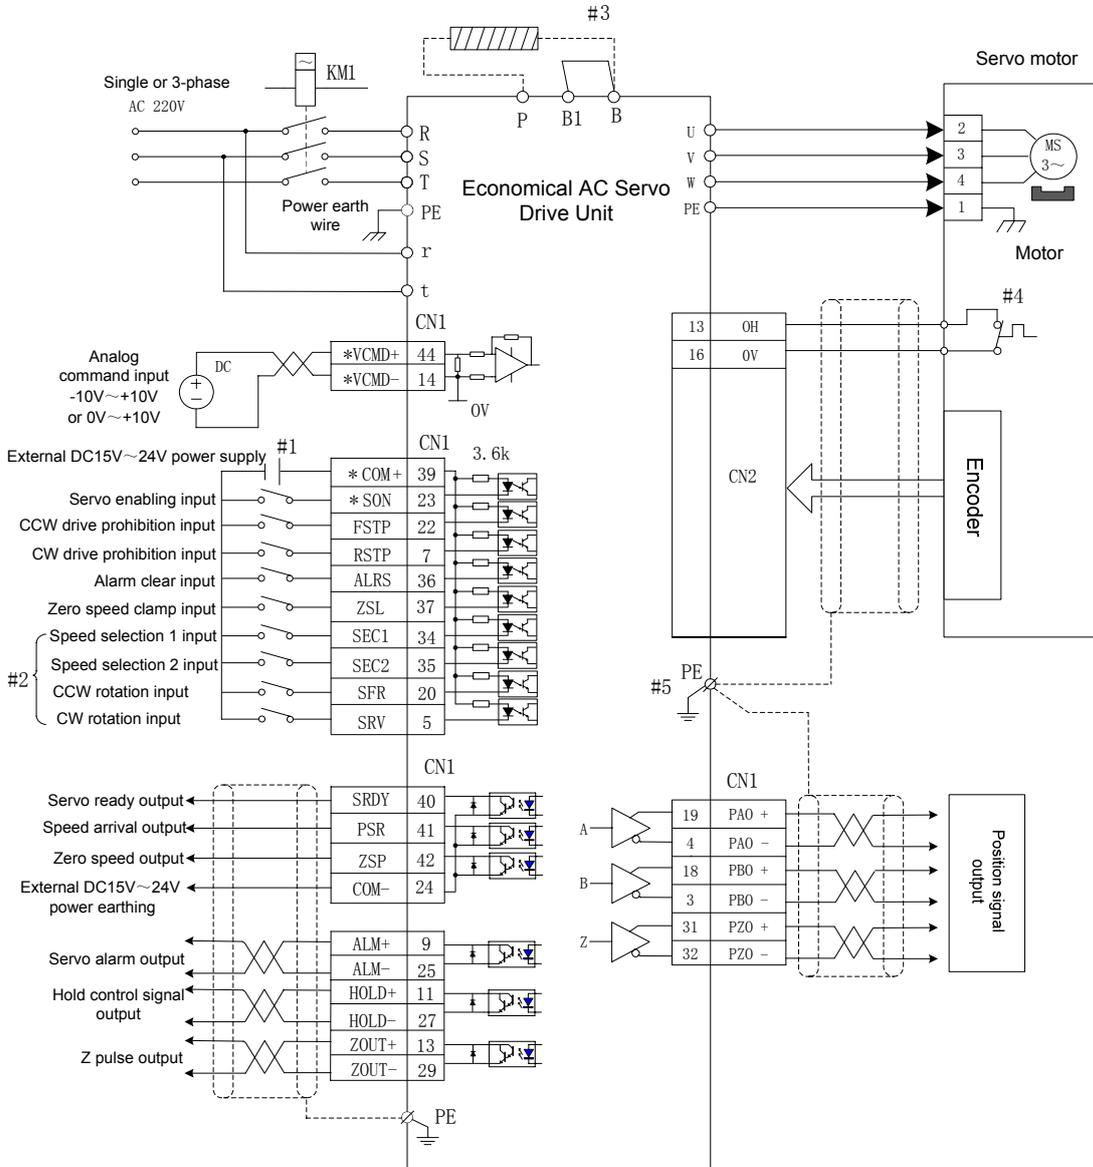 #3
Servo motor
Single or 3-phase
AC 220V
~
KM1
P
B1
B
R
S
T
Power earth
wire
PE
r
t
Economical AC Servo
Drive Unit
U
V
W
PE
2
3
4
1
MS
3~
Motor
#4
CN1
Analog
command input
-10V～+10V
or 0V～+10V
DC
*VCMD+ 44
*VCMD- 14
0V
13 OH
16 0V
CN2
Encoder
CN1
3.6k
External DC15V～24V power supply
#1
*COM+ 39
Servo enabling input *SON 23
CCW drive prohibition input FSTP 22
CW drive prohibition input RSTP 7
Alarm clear input ALRS 36
Zero speed clamp input ZSL 37
#2
Speed selection 1 input SEC1 34
Speed selection 2 input SEC2 35
CCW rotation input SFR 20
CW rotation input SRV 5
#5
PE
CN1
Servo ready output SRDY 40
Speed arrival output PSR 41
Zero speed output ZSP 42
External DC15V～24V
power earthing
COM- 24
Servo alarm output
ALM+ 9
ALM- 25
Hold control signal
output
HOLD+ 11
HOLD- 27
Z pulse output
ZOUT+ 13
ZOUT- 29
PE
CN1
A
19 PAO +
4 PAO -
B
18 PBO +
3 PBO -
Z
31 PZO +
32 PZO -
Position signal
output